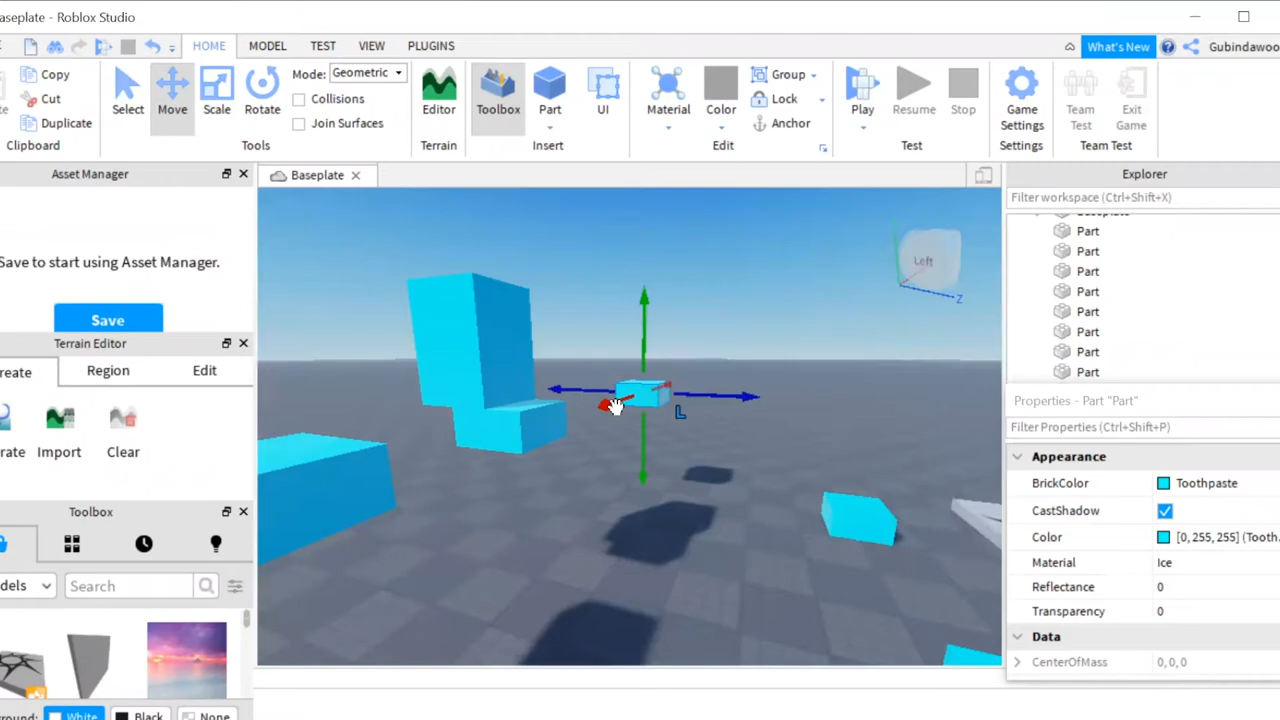 aseplate - Roblox Studio
HOME MODEL TEST VIEW PLUGINS What's New Gubindawoo
Copy
Cut
Duplicate
Clipboard
Select Move Scale Rotate
Mode: Geometric
Collisions
Join Surfaces
Tools
Editor
Terrain
Toolbox Part UI
Insert
Material Color
Group
Lock
Anchor
Edit
Play Resume Stop
Test
Game
Settings
Settings
Team
Test
Exit
Game
Team Test
Asset Manager
Save to start using Asset Manager.
Save
Terrain Editor
reate Region Edit
rate Import Clear
Toolbox
dels Search
round: White Black None
Baseplate
Left
Z
L
Explorer
Filter workspace (Ctrl+Shift+X)
Baseplate
Part
Part
Part
Part
Part
Part
Part
Part
Properties - Part "Part"
Filter Properties (Ctrl+Shift+P)
Appearance
BrickColor Toothpaste
CastShadow
Color [0, 255, 255] (Tooth.
Material Ice
Reflectance 0
Transparency 0
Data
CenterOfMass 0, 0, 0